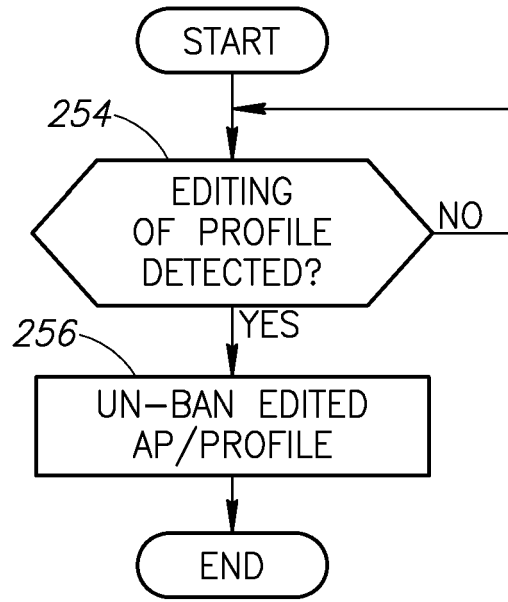 START
254
EDITING
OF PROFILE
DETECTED?
NO
YES
256
UN-BAN EDITED
AP/PROFILE
END